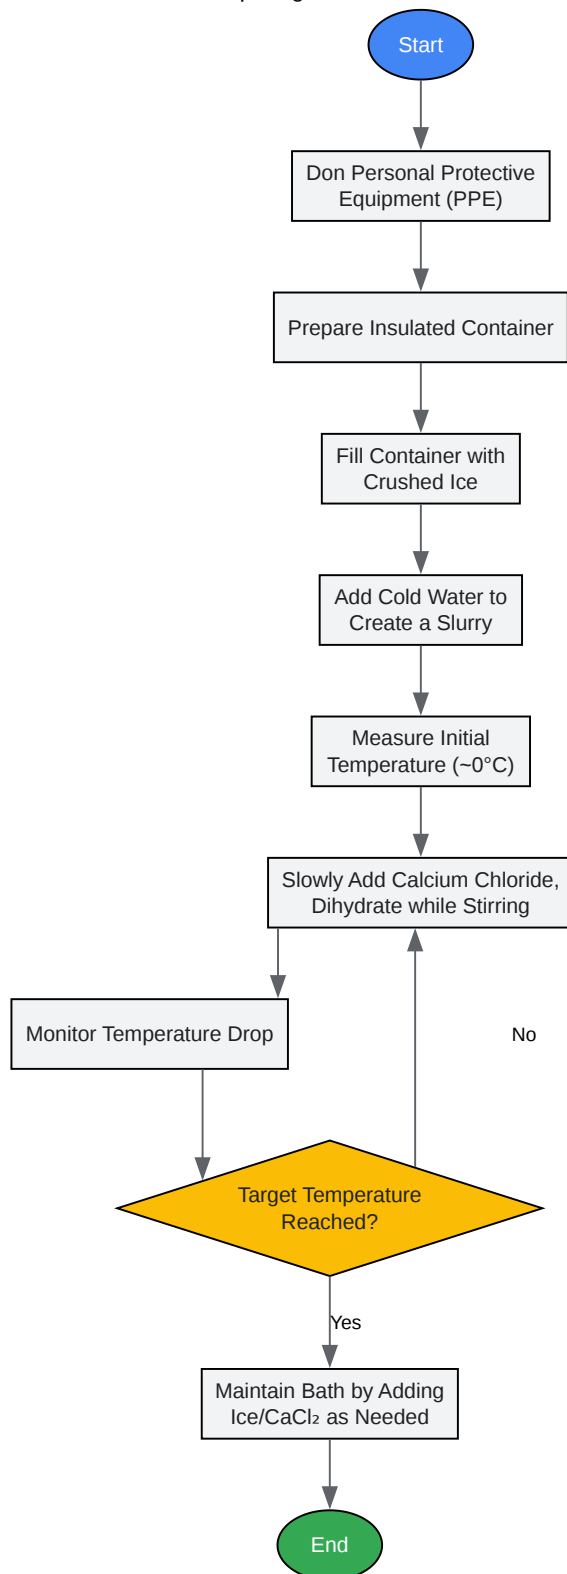 Start
Don Personal Protective
Equipment (PPE)
Prepare Insulated Container
Fill Container with
Crushed Ice
Add Cold Water to
Create a Slurry
Measure Initial
Temperature (~0°C)
Slowly Add Calcium Chloride,
Dihydrate while Stirring
Monitor Temperature Drop
No
Target Temperature
Reached?
Yes
Maintain Bath by Adding
Ice/CaCl₂ as Needed
End